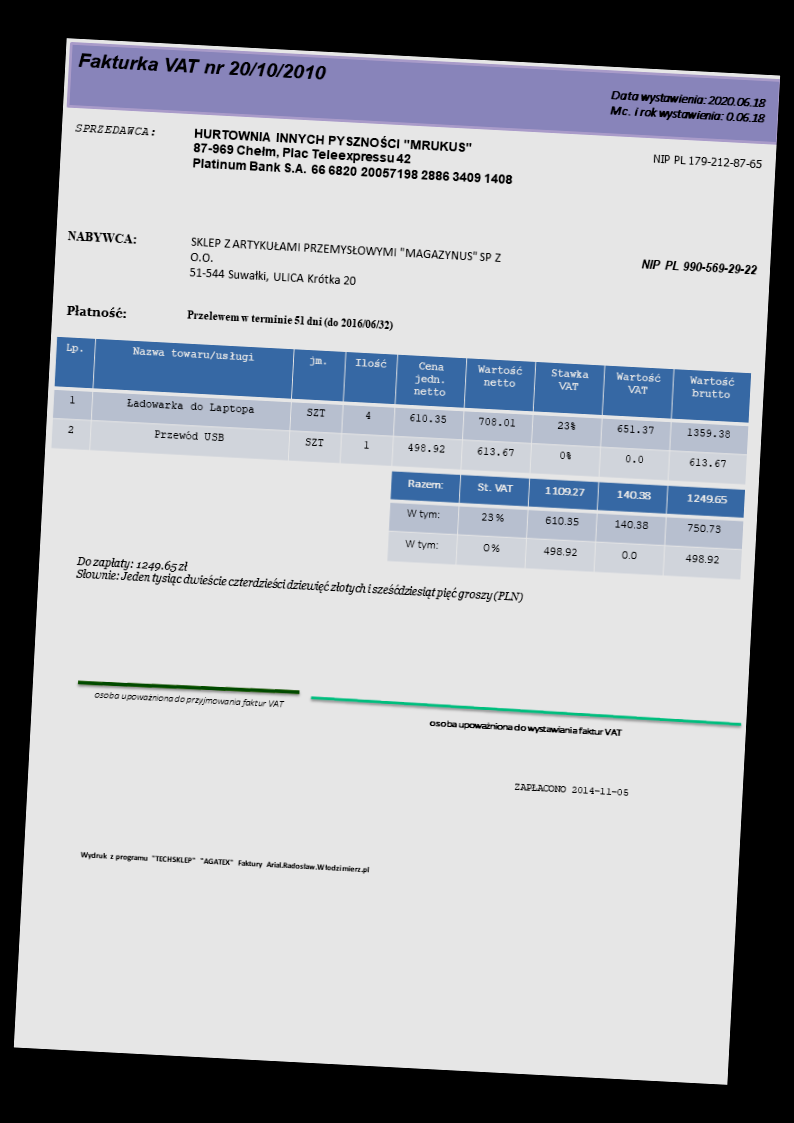 Fakturka VAT nr 20/10/2010
Data wystawienia: 2020.06.18
Mc. i rok wystawienia: 0.06.18
SPRZEDAWCA:
HURTOWNIA INNYCH PYSZNOŚCI "MRUKUS"
87-969 Chełm, Plac Teleexpressu 42
Platinum Bank S.A. 66 6820 20057198 2886 3409 1408
NIP PL 179-212-87-65
NABYWCA:
SKLEP Z ARTYKUŁAMI PRZEMYSŁOWYMI "MAGAZYNUS" SP Z
O.O.
51-544 Suwałki, ULICA Krótka 20
NIP PL 990-569-29-22
Płatność:
Przelewem w terminie 51 dni (do 2016/06/32)
Lp. Nazwa towaru/usługi jm. Ilość Cena jedn. netto Wartość netto Stawka VAT Wartość VAT Wartość brutto
1 Ładowarka do Laptopa SZT 4 610.35 708.01 23% 651.37 1359.38
2 Przewód USB SZT 1 498.92 613.67 0% 0.0 613.67
Razem: St. VAT 1109.27 140.38 1249.65
W tym: 23 % 610.35 140.38 750.73
W tym: 0 % 498.92 0.0 498.92
Do zapłaty: 1249.65 zł
Słownie: Jeden tysiąc dwieście czterdzieści dziewięć złotych i sześćdziesiąt pięć groszy (PLN)
osoba upoważniona do przyjmowania faktur VAT
osoba upoważniona do wystawiania faktur VAT
ZAPŁACONO 2014-11-05
Wydruk z programu "TECHSKLEP" "AGATEX" Faktury Arial.Radosław.Włodzimierz.pl